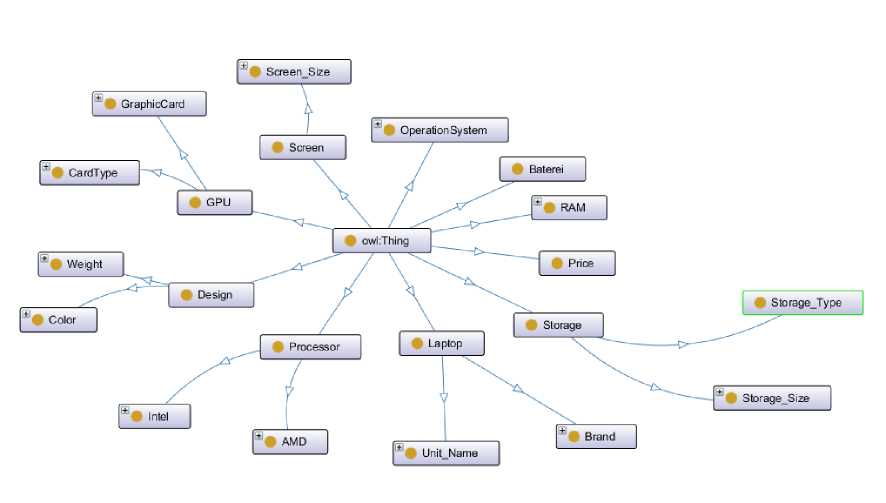 Screen_Size
GraphicCard
OperationSystem
Screen
Baterei
CardType
GPU
RAM
owl:Thing
Weight
Price
Design
Storage_Type
Color
Storage
Processor
Laptop
Storage_Size
Intel
AMD
Brand
Unit_Name